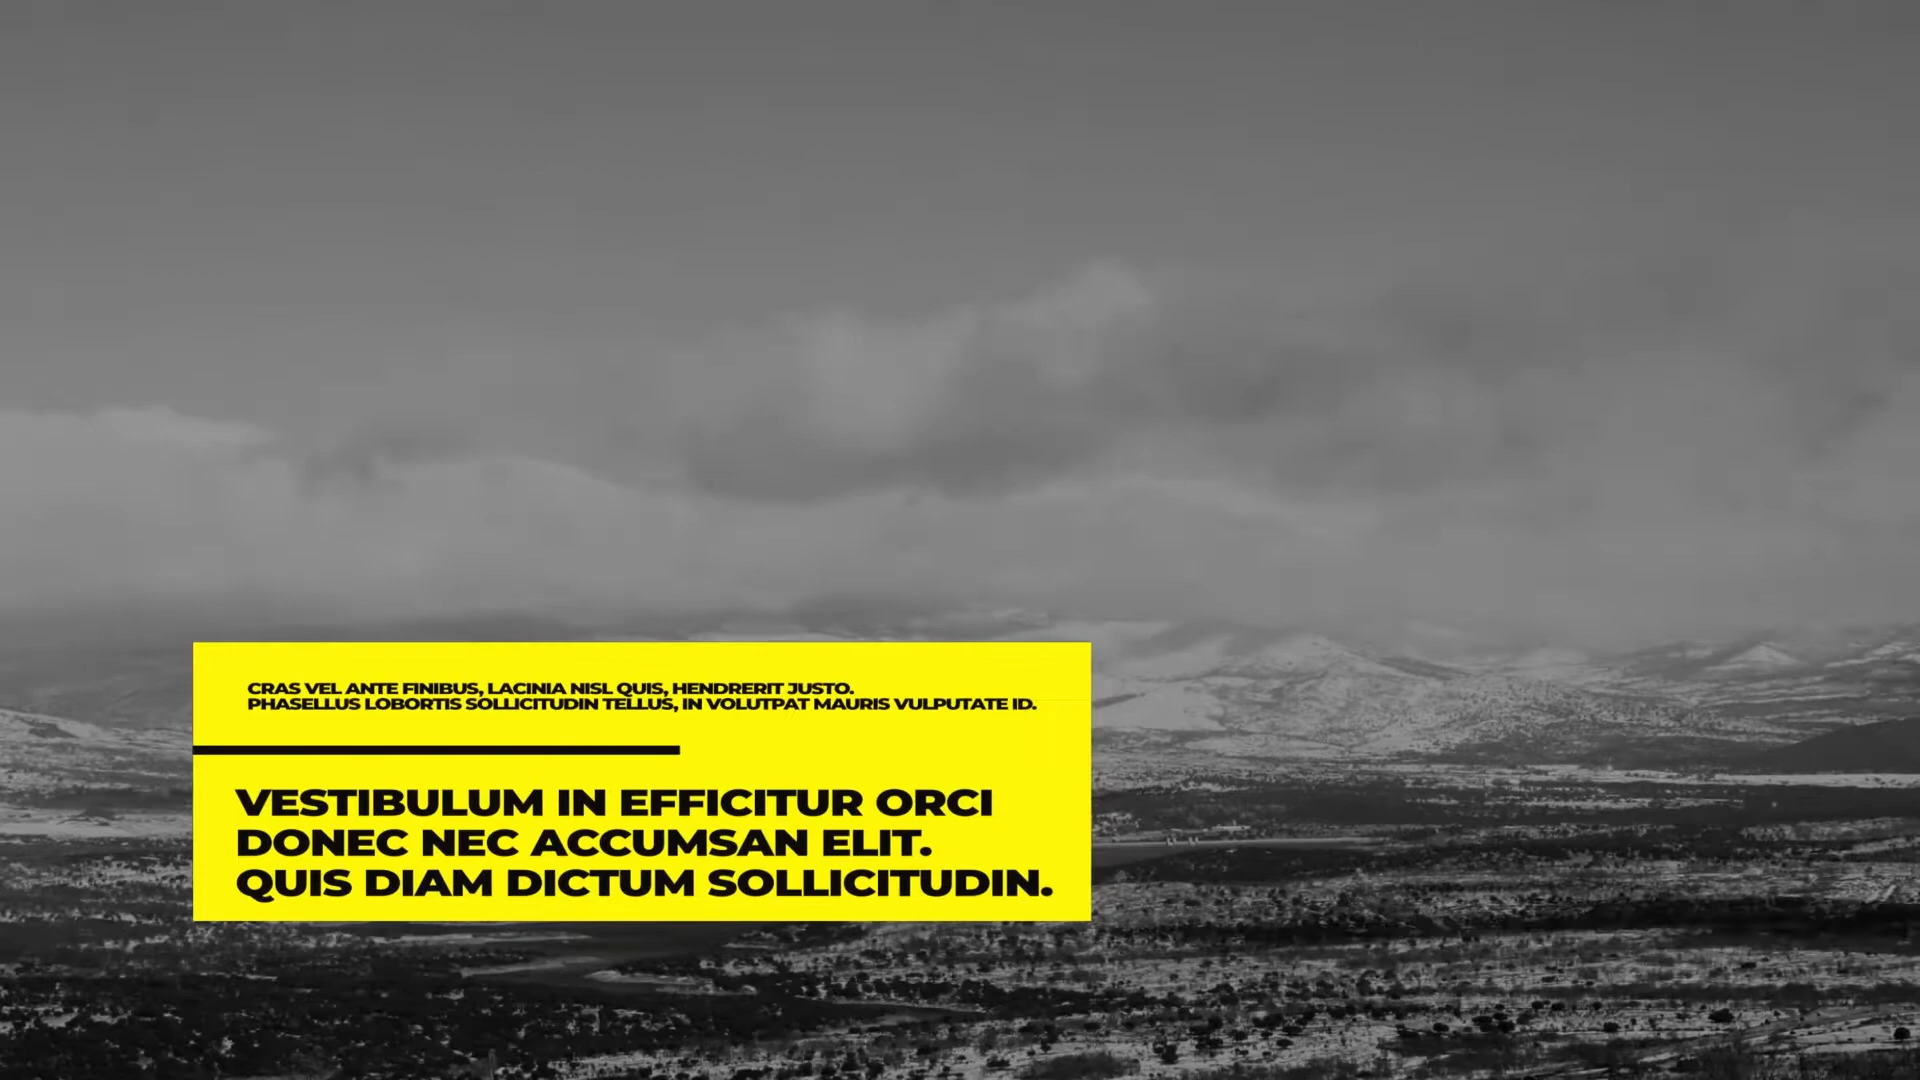 CRAS VEL ANTE FINIBUS, LACINIA NISL QUIS, HENDRERIT JUSTO.
PHASELLUS LOBORTIS SOLLICITUDIN TELLUS, IN VOLUTPAT MAURIS VULPUTATE ID.
VESTIBULUM IN EFFICITUR ORCI
DONEC NEC ACCUMSAN ELIT.
QUIS DIAM DICTUM SOLLICITUDIN.